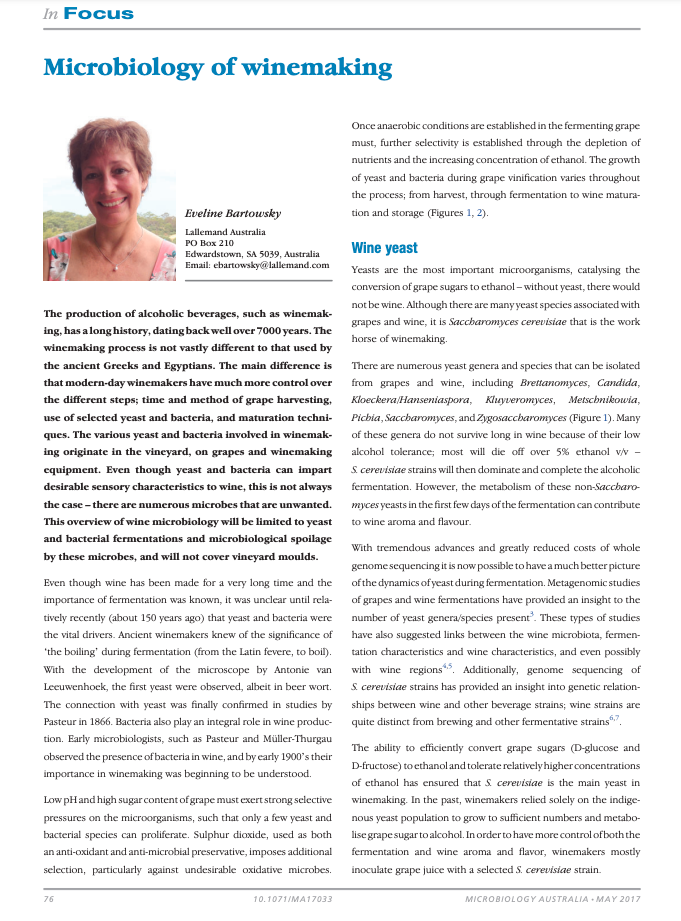 In Focus
Microbiology of winemaking
Eveline Bartowsky
Lallemand Australia
PO Box 210
Edwardstown, SA 5039, Australia
Email: ebartowsky@lallemand.com
The production of alcoholic beverages, such as winemak-
ing, has a long history, dating back well over 7000 years. The
winemaking process is not vastly different to that used by
the ancient Greeks and Egyptians. The main difference is
that modern-day winemakers have much more control over
the different steps; time and method of grape harvesting,
use of selected yeast and bacteria, and maturation techni-
ques. The various yeast and bacteria involved in winemak-
ing originate in the vineyard, on grapes and winemaking
equipment. Even though yeast and bacteria can impart
desirable sensory characteristics to wine, this is not always
the case – there are numerous microbes that are unwanted.
This overview of wine microbiology will be limited to yeast
and bacterial fermentations and microbiological spoilage
by these microbes, and will not cover vineyard moulds.
Even though wine has been made for a very long time and the
importance of fermentation was known, it was unclear until rela-
tively recently (about 150 years ago) that yeast and bacteria were
the vital drivers. Ancient winemakers knew of the significance of
‘the boiling’ during fermentation (from the Latin fevere, to boil).
With the development of the microscope by Antonie van
Leeuwenhoek, the first yeast were observed, albeit in beer wort.
The connection with yeast was finally confirmed in studies by
Pasteur in 1866. Bacteria also play an integral role in wine produc-
tion. Early microbiologists, such as Pasteur and Müller-Thurgau
observed the presence of bacteria in wine, and by early 1900’s their
importance in winemaking was beginning to be understood.
Low pH and high sugar content of grape must exert strong selective
pressures on the microorganisms, such that only a few yeast and
bacterial species can proliferate. Sulphur dioxide, used as both
an anti-oxidant and anti-microbial preservative, imposes additional
selection, particularly against undesirable oxidative microbes.
Once anaerobic conditions are established in the fermenting grape
must, further selectivity is established through the depletion of
nutrients and the increasing concentration of ethanol. The growth
of yeast and bacteria during grape vinification varies throughout
the process; from harvest, through fermentation to wine matura-
tion and storage (Figures 1, 2).
Wine yeast
Yeasts are the most important microorganisms, catalysing the
conversion of grape sugars to ethanol – without yeast, there would
not be wine. Although there are many yeast species associated with
grapes and wine, it is Saccharomyces cerevisiae that is the work
horse of winemaking.
There are numerous yeast genera and species that can be isolated
from grapes and wine, including Brettanomyces, Candida,
Kloeckera/Hanseniaspora, Kluyveromyces, Metschnikowia,
Pichia, Saccharomyces, and Zygosaccharomyces (Figure 1). Many
of these genera do not survive long in wine because of their low
alcohol tolerance; most will die off over 5% ethanol v/v –
S. cerevisiae strains will then dominate and complete the alcoholic
fermentation. However, the metabolism of these non-Saccharo-
myces yeasts in the first few days of the fermentation can contribute
to wine aroma and flavour.
With tremendous advances and greatly reduced costs of whole
genome sequencing it is now possible to have a much better picture
of the dynamics of yeast during fermentation. Metagenomic studies
of grapes and wine fermentations have provided an insight to the
number of yeast genera/species present3. These types of studies
have also suggested links between the wine microbiota, fermen-
tation characteristics and wine characteristics, and even possibly
with wine regions4,5. Additionally, genome sequencing of
S. cerevisiae strains has provided an insight into genetic relation-
ships between wine and other beverage strains; wine strains are
quite distinct from brewing and other fermentative strains6,7.
The ability to efficiently convert grape sugars (D-glucose and
D-fructose) to ethanol and tolerate relatively higher concentrations
of ethanol has ensured that S. cerevisiae is the main yeast in
winemaking. In the past, winemakers relied solely on the indige-
nous yeast population to grow to sufficient numbers and metabo-
lise grape sugar to alcohol. In order to have more control of both the
fermentation and wine aroma and flavor, winemakers mostly
inoculate grape juice with a selected S. cerevisiae strain.
76
10.1071/MA17033
MICROBIOLOGY AUSTRALIA • MAY 2017